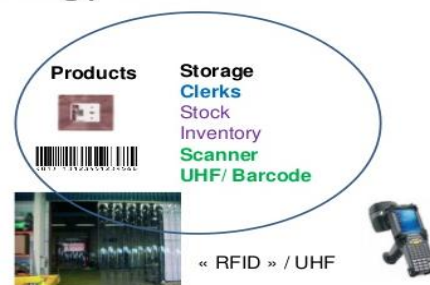 Products
Storage
Clerks
Stock
Inventory
Scanner
UHF/ Barcode
« RFID » / UHF